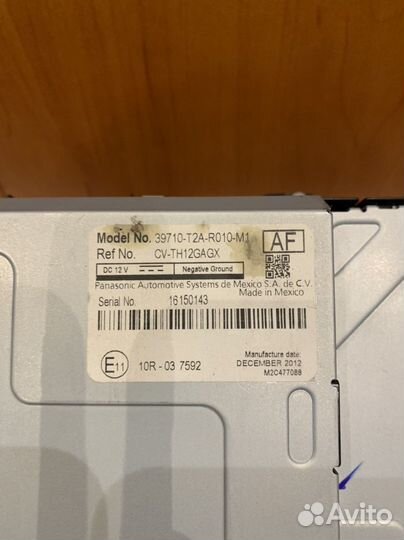 Model No. 39710-T2A-R010-M1
AF
Ref No. CV-TH12GAGX
DC 12 V
Negative Ground
Panasonic Automotive Systems de Mexico S.A. de C.V.
Made in Mexico
Serial No. 16150143
E11
10R - 03 7592
Manufacture date:
DECEMBER 2012
M2C477088
Avito